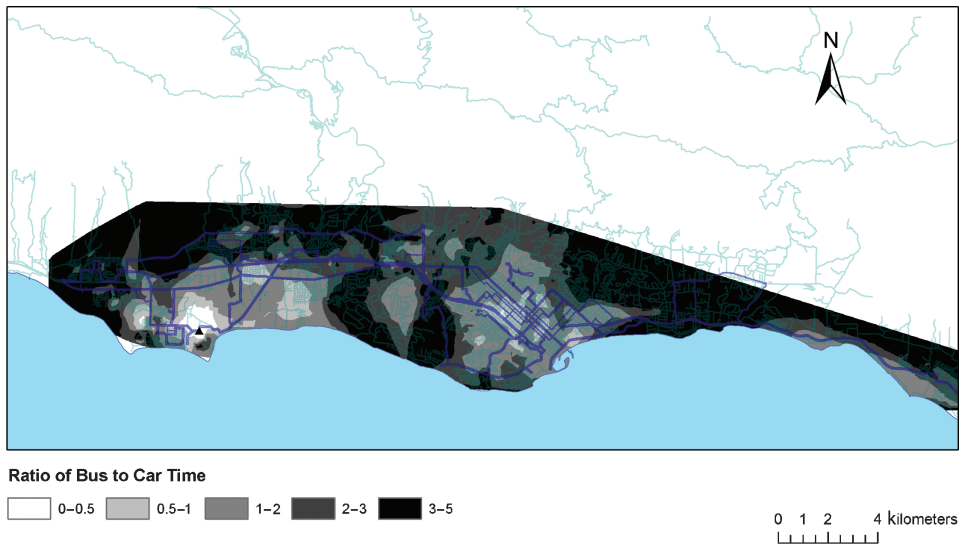 N
Ratio of Bus to Car Time
0–0.5
0.5–1
1–2
2–3
3–5
0 1 2 4 kilometers